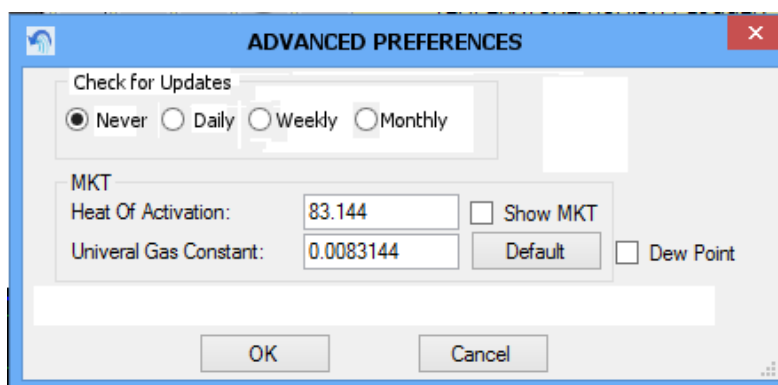 ADVANCED PREFERENCES
Check for Updates
Never Daily Weekly Monthly
MKT
Heat Of Activation: 83.144 Show MKT
Univeral Gas Constant: 0.0083144 Default Dew Point
OK Cancel